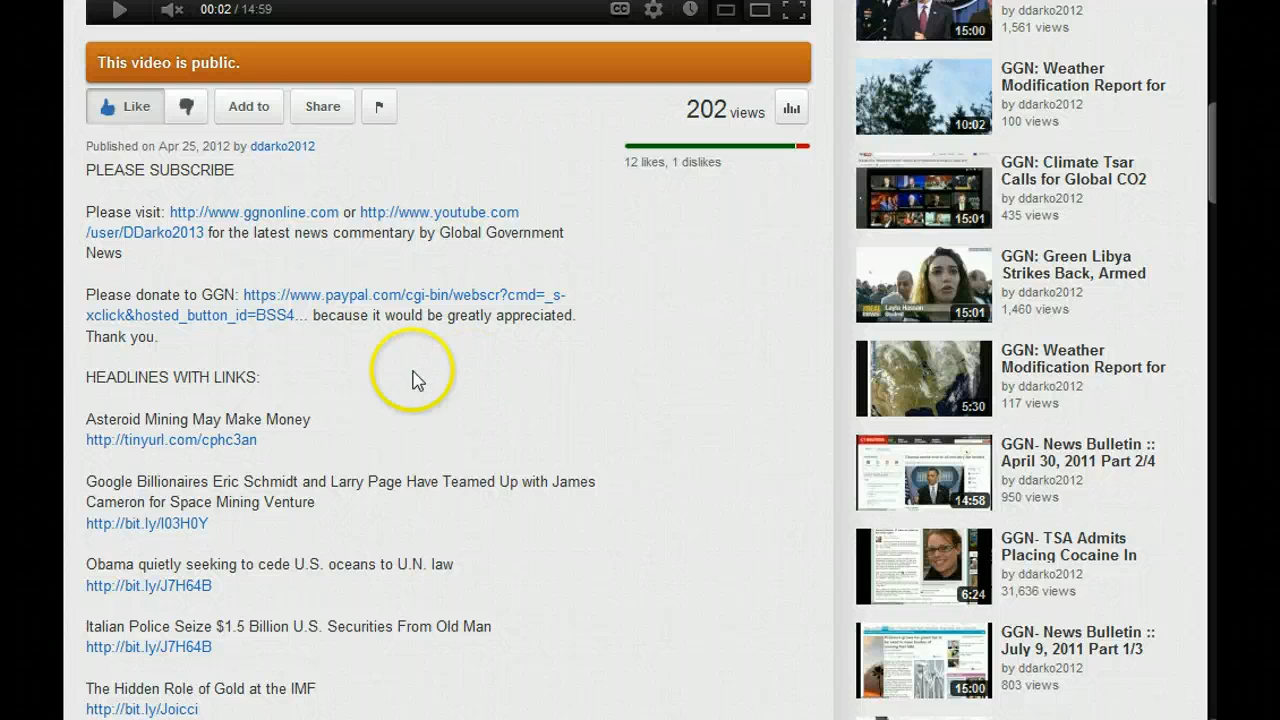 00:02 / 14:59
CC
This video is public.
Like
Add to
Share
202 views
Published on Apr 25, 2012 by ddarko2012
12 likes, 1 dislikes
PLEASE SUBSCRIBE
Please visit: http://www.ggnonline.com or http://www.youtube.com
/user/DDarko2013 for the latest news commentary by Global Government
News
Please donate to GGN: https://www.paypal.com/cgi-bin/webscr?cmd=_s-
xclick&hosted_button_id=BSS4... because it would be greatly appreciated.
Thank you.
HEADLINES WITH LINKS:
Asteroid Mining May Make Money
http://tinyurl.com/cphc3an
Google Billionaires Schmidt and Larry Page Have Teamed Up with James
Cameron for Space Mining Venture
http://bit.ly/I03H0Y
Obama quietly seeing to cede U.S. oceans to U.N. law
http://bit.ly/J7HR4B
Italian Police Seize $1.5 Billion U.S. Securities From Old Man
http://bit.ly/J7HR4B
The Hidden Role of Gold at the IMF
by ddarko2012
1,561 views
15:00
GGN: Weather
Modification Report for
by ddarko2012
100 views
10:02
GGN: Climate Tsar
Calls for Global CO2
by ddarko2012
435 views
15:01
GGN: Green Libya
Strikes Back, Armed
by ddarko2012
1,460 views
15:01
GGN: Weather
Modification Report for
by ddarko2012
117 views
5:30
GGN- News Bulletin ::
April 30, 2011 Part 2/4
by ddarko2012
950 views
14:58
GGN- TSA Admits
Placing Cocaine In
by ddarko2012
31,636 views
6:24
GGN- News Bulletin ::
July 9, 2011 Part 1/3
by ddarko2012
303 views
15:00